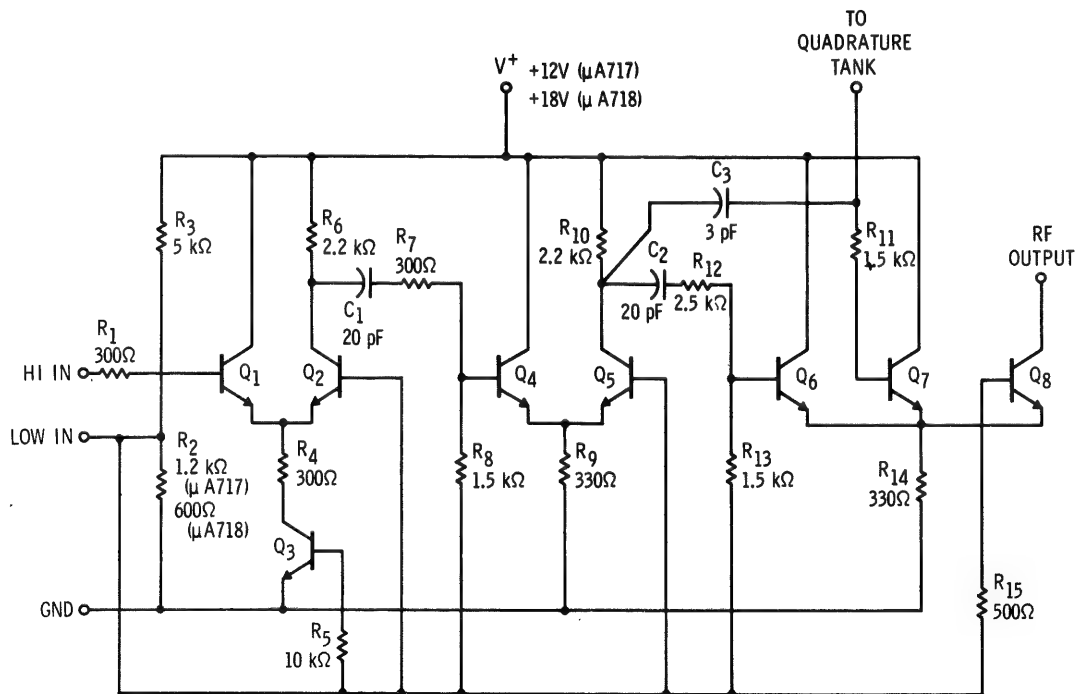 TO
QUADRATURE
TANK
V+ +12V (μA717)
+18V (μA718)
C3
3 pF
R3
5 kΩ
R6
2.2 kΩ
R7
300Ω
C1
20 pF
R10
2.2 kΩ
C2
20 pF
R12
2.5 kΩ
R11
1.5 kΩ
RF
OUTPUT
R1
300Ω
HI IN
Q1
Q2
Q4
Q5
Q6
Q7
Q8
LOW IN
R2
1.2 kΩ
(μA717)
600Ω
(μA718)
R4
300Ω
R8
1.5 kΩ
R9
330Ω
R13
1.5 kΩ
R14
330Ω
Q3
GND
R5
10 kΩ
R15
500Ω